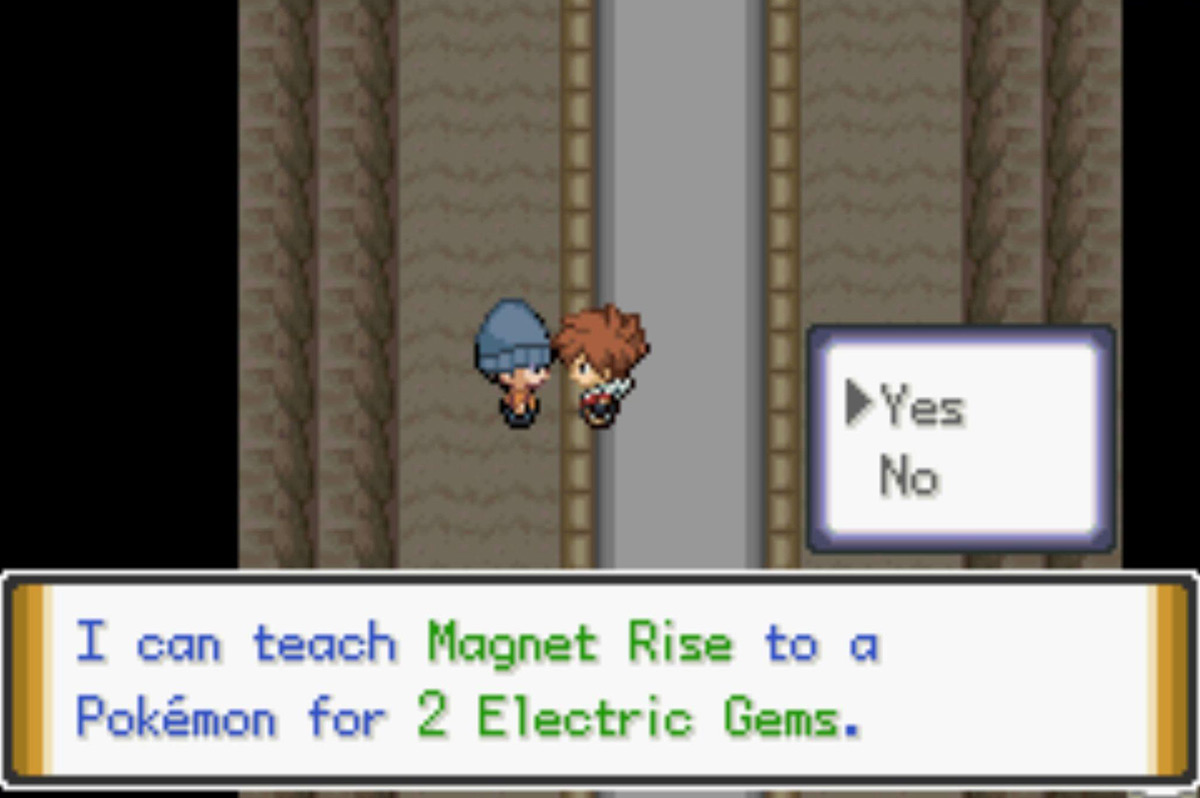 Yes
No
I can teach Magnet Rise to a
Pokémon for 2 Electric Gems.